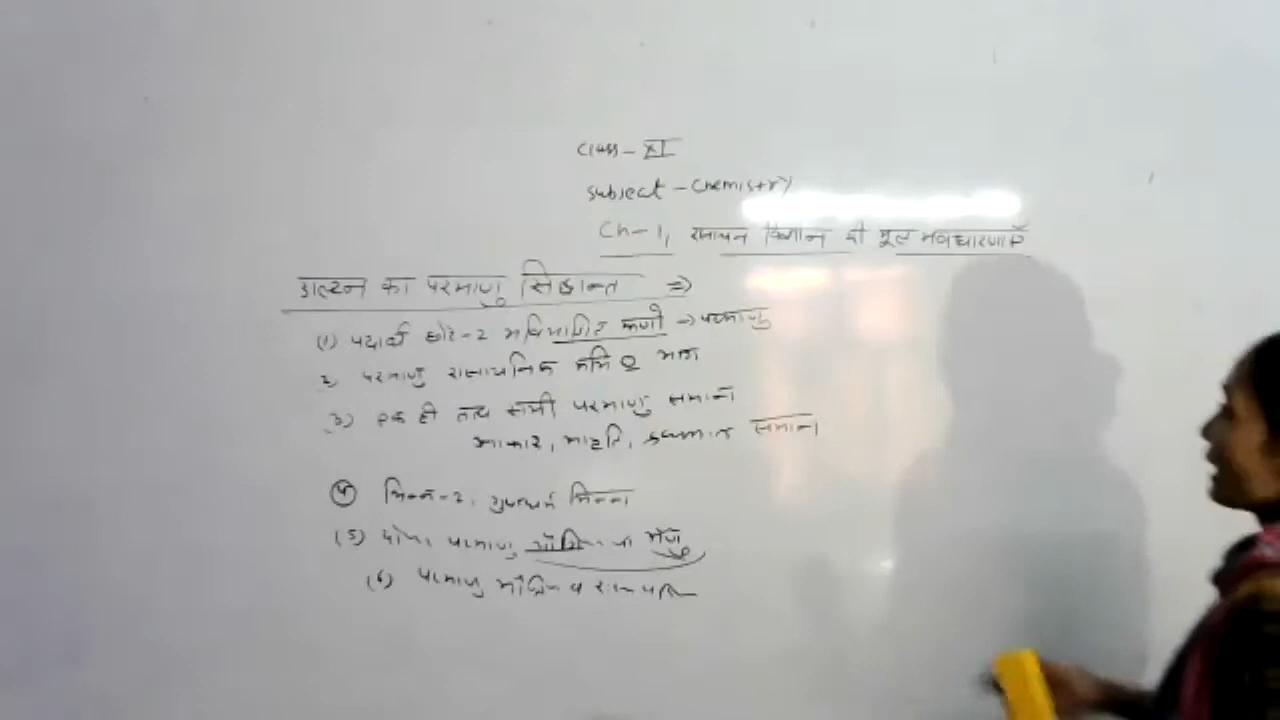 Class - XI
Subject - Chemistry
Ch-1, रसायन विज्ञान की मूल अवधारणाएँ
डाल्टन का परमाणु सिद्धान्त ⇒
(1) पदार्थ छोटे-2 अविभाजित कणों → परमाणु
2) परमाणु रासायनिक अभि० भाग
3) एक ही तत्व सभी परमाणु समान
आकार, आकृति, द्रव्यमान समान
(4) भिन्न-2, गुणधर्म भिन्न
(5) परमाणु यौगिक का अणु
(6) परमाणु भौतिक व